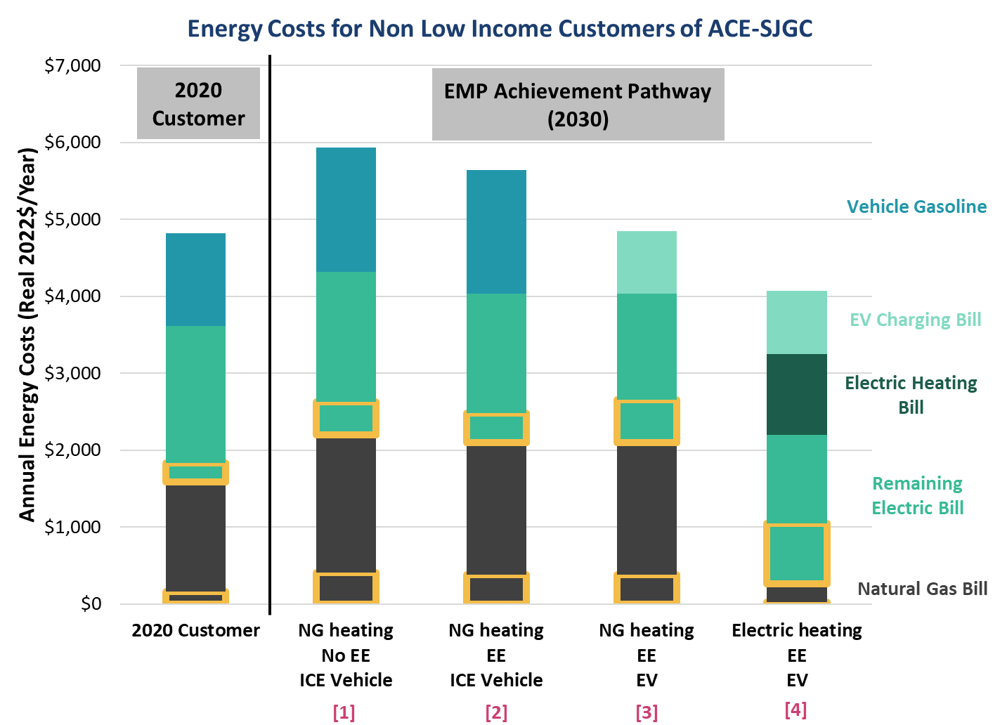 Energy Costs for Non Low Income Customers of ACE-SJGC
Annual Energy Costs (Real 2022$/Year)
$7,000
$6,000
$5,000
$4,000
$3,000
$2,000
$1,000
$0
2020
Customer
EMP Achievement Pathway
(2030)
Vehicle Gasoline
EV Charging Bill
Electric Heating
Bill
Remaining
Electric Bill
Natural Gas Bill
2020 Customer
NG heating
No EE
ICE Vehicle
[1]
NG heating
EE
ICE Vehicle
[2]
NG heating
EE
EV
[3]
Electric heating
EE
EV
[4]